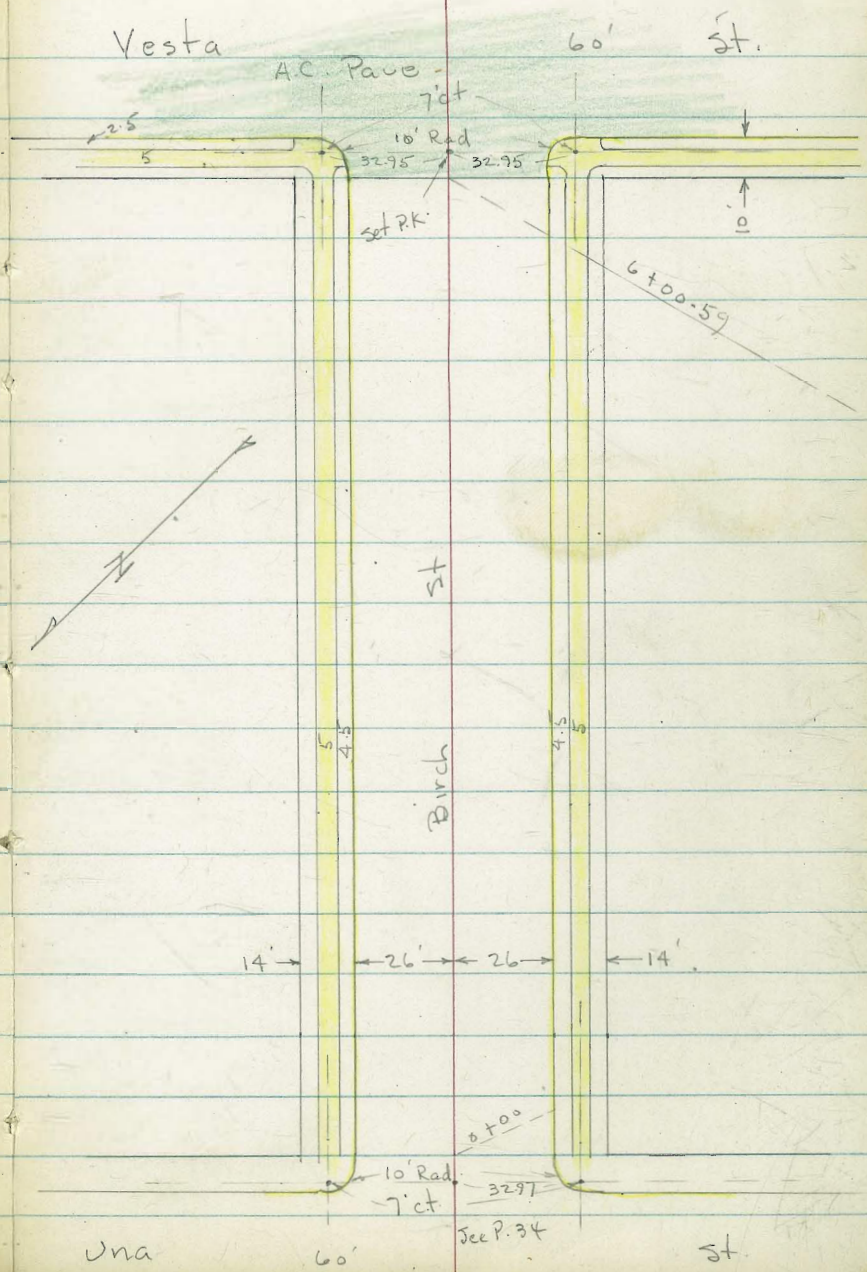 Vesta 60' St.
A.C. Pave -
7'ct
2.5
10' Rad
5 32.95 32.95
10
set P.K.
6+00.59
N
St
5 4.5 4.5 5
Birch
14' 26' 26 14'
0+00
10' Rad
32.97
7'ct.
See P. 34
Una 60' St.